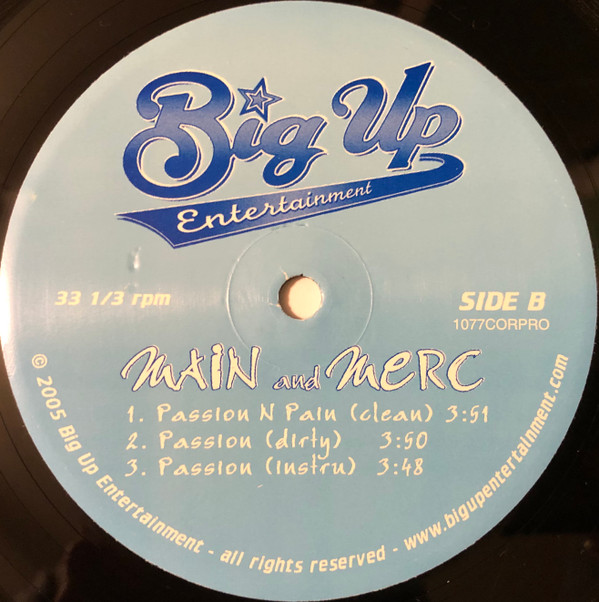 Big Up
Entertainment
33 1/3 rpm
SIDE B
1077CORPRO
MAIN and MERC
1. Passion N Pain (clean) 3:51
2. Passion (dirty) 3:50
3. Passion (instru) 3:48
© 2005 Big Up Entertainment - all rights reserved - www.bigupentertainment.com